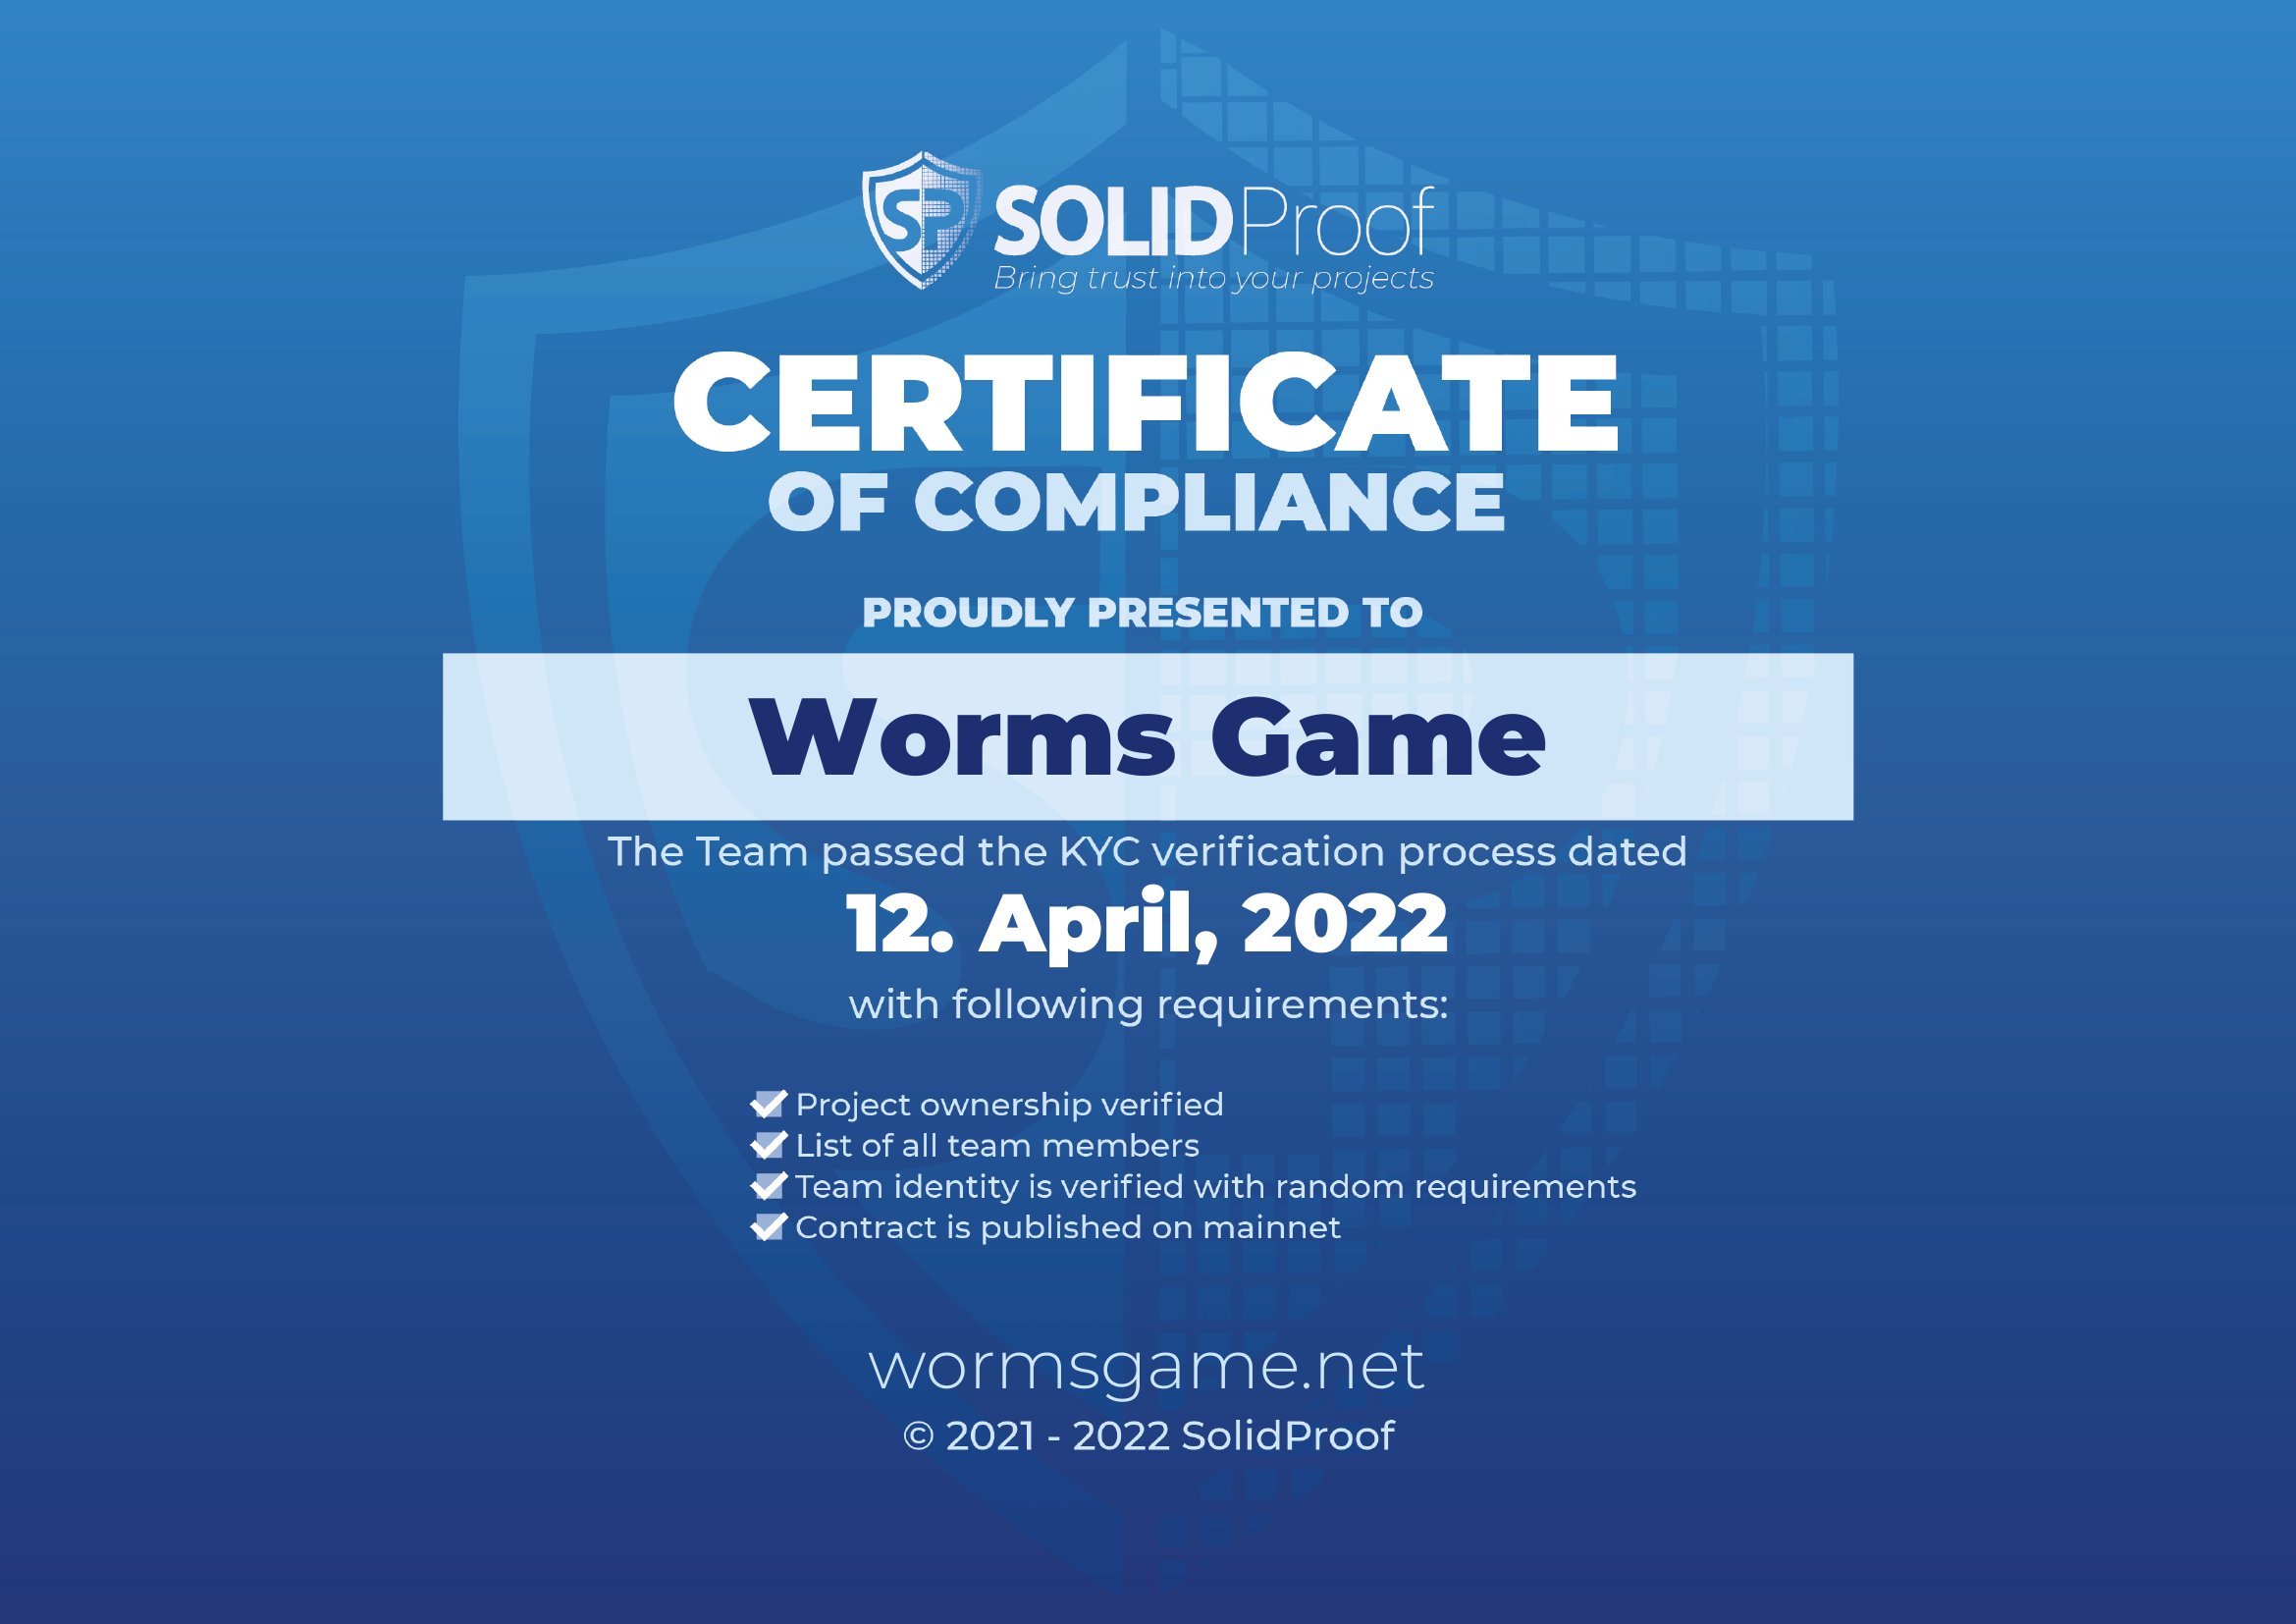 SP SOLIDProof
Bring trust into your projects
CERTIFICATE
OF COMPLIANCE
PROUDLY PRESENTED TO
Worms Game
The Team passed the KYC verification process dated
12. April, 2022
with following requirements:
Project ownership verified
List of all team members
Team identity is verified with random requirements
Contract is published on mainnet
wormsgame.net
© 2021 - 2022 SolidProof